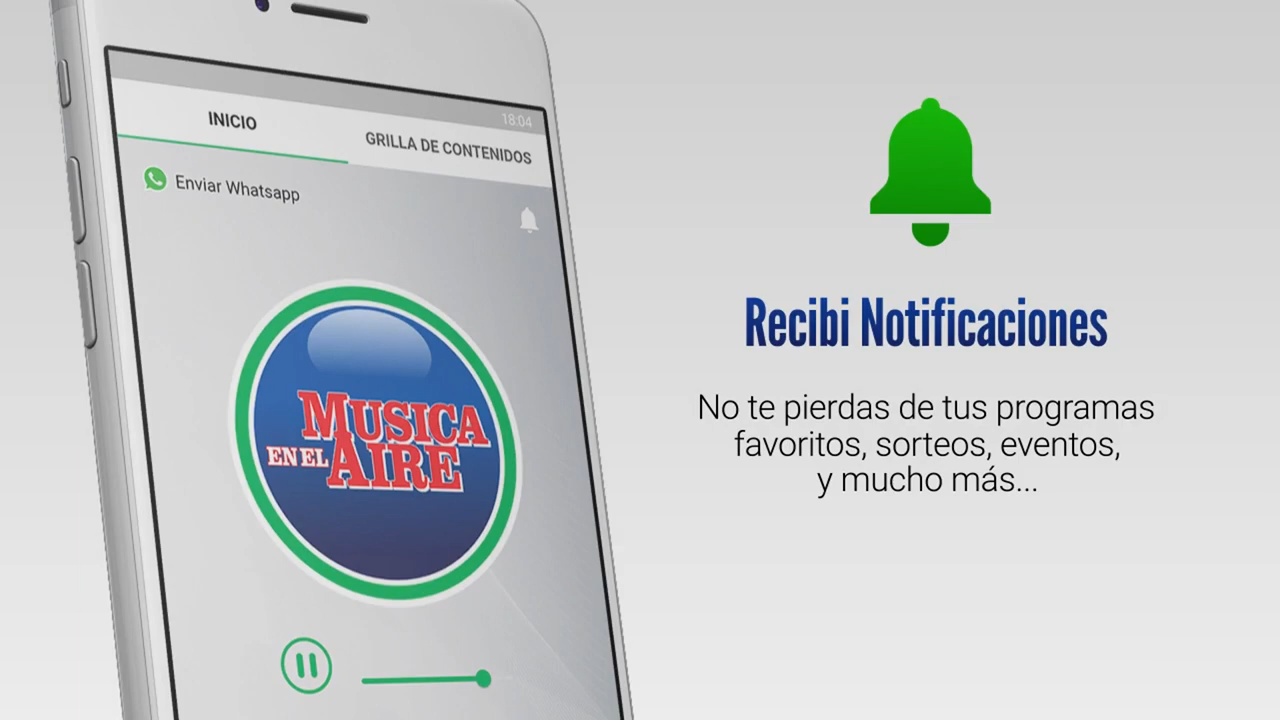 18:04
INICIO
GRILLA DE CONTENIDOS
Enviar Whatsapp
MUSICA
EN EL AIRE
Recibi Notificaciones
No te pierdas de tus programas
favoritos, sorteos, eventos,
y mucho más...